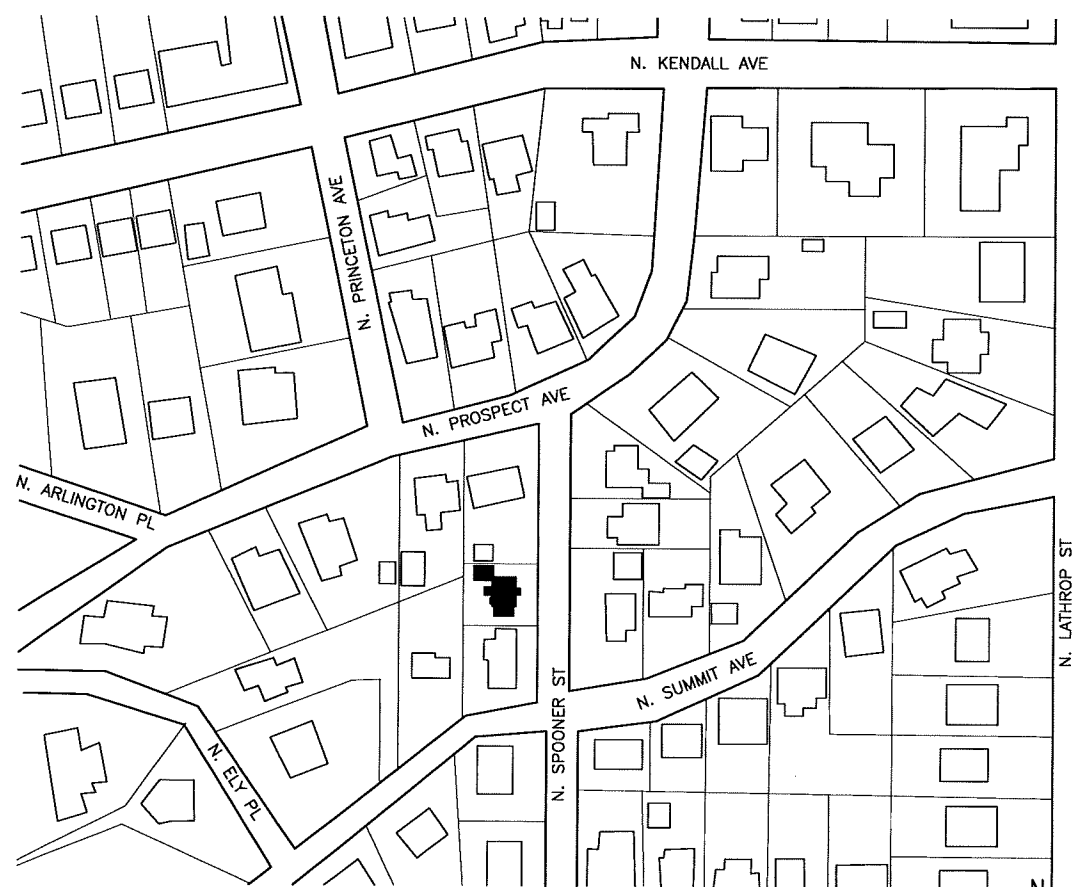 N. KENDALL AVE
N. PRINCETON AVE
N. PROSPECT AVE
N. ARLINGTON PL
N. LATHROP ST
N. SUMMIT AVE
N. SPOONER ST
N. ELY PL
N